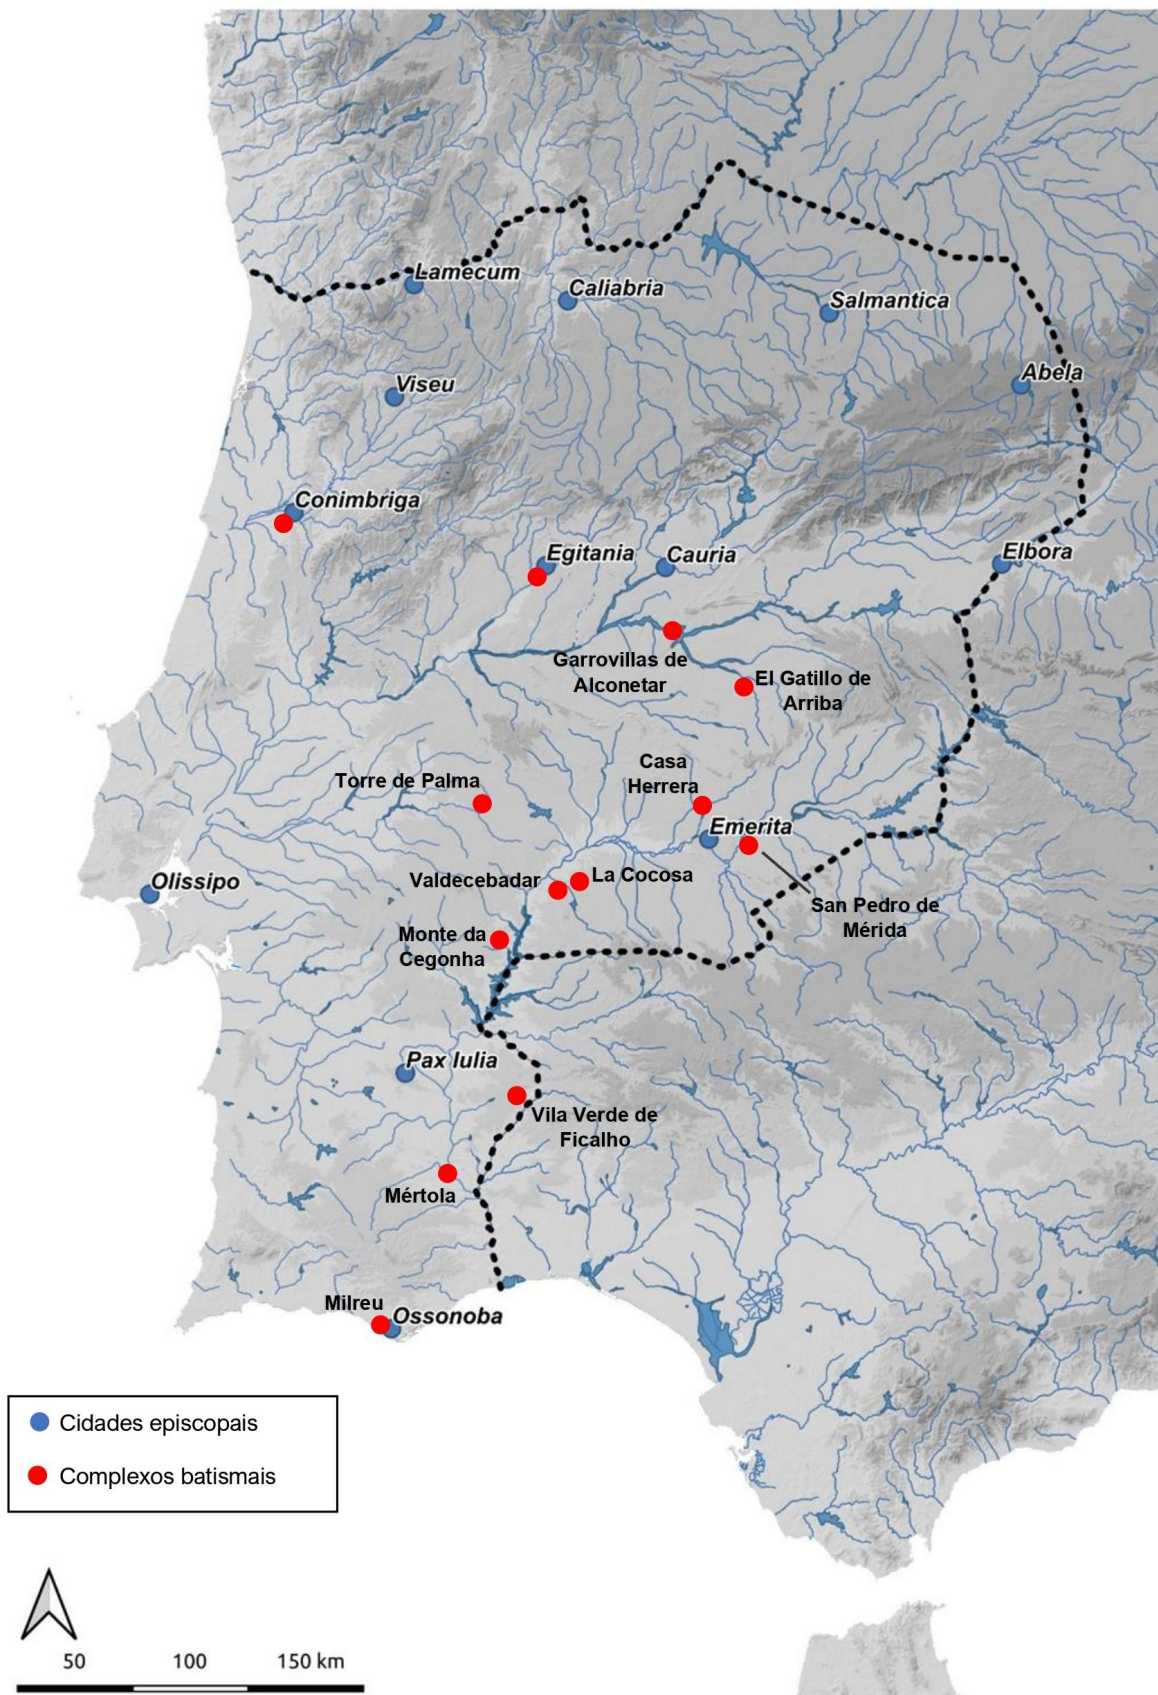 Lamecum
Caliabria
Salmantica
Abela
Viseu
Conimbriga
Egitania
Cauria
Elbora
Garrovillas de
Alconetar
El Gatillo de
Arriba
Casa
Herrera
Torre de Palma
Emerita
Olissipo
Valdecebadar
La Cocosa
San Pedro de
Mérida
Monte da
Cegonha
Pax Iulia
Vila Verde de
Ficalho
Mértola
Milreu
Ossonoba
Cidades episcopais
Complexos batismais
50 100 150 km